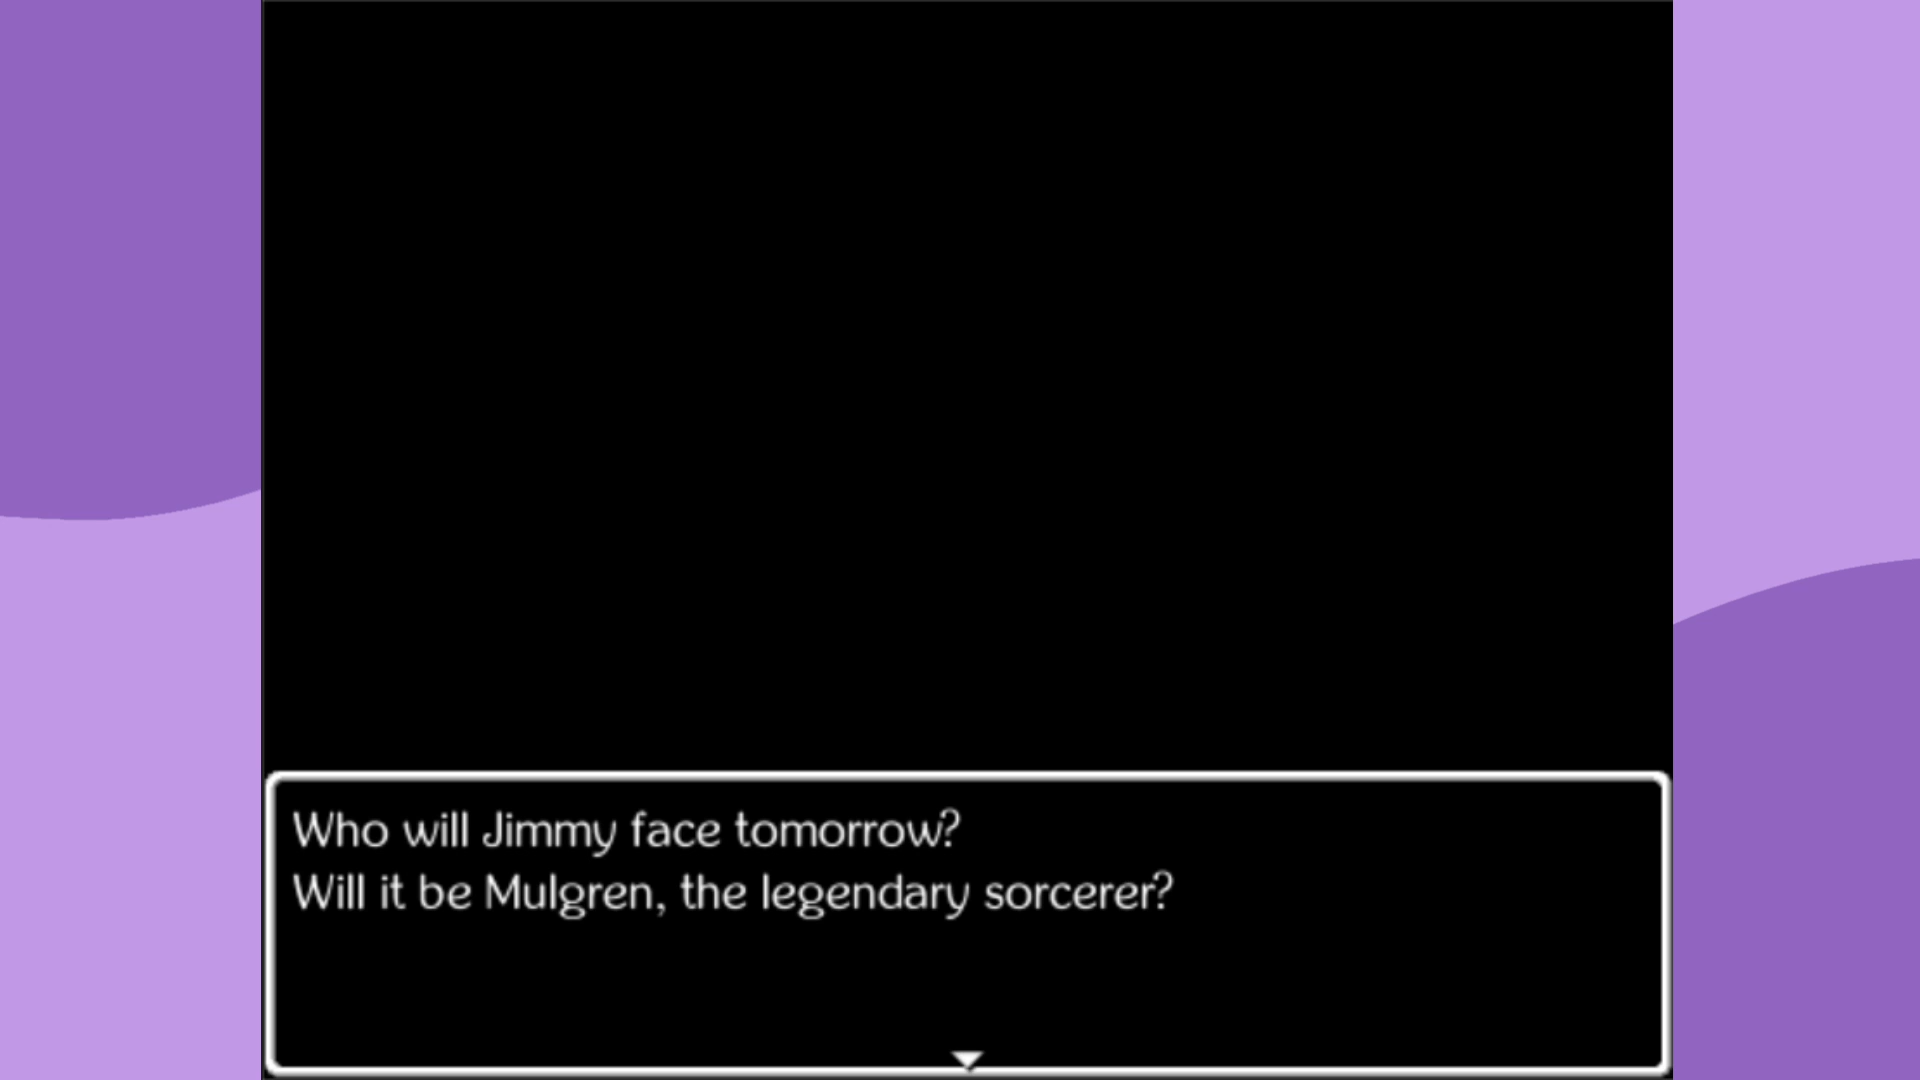 Who will Jimmy face tomorrow?
Will it be Mulgren, the legendary sorcerer?